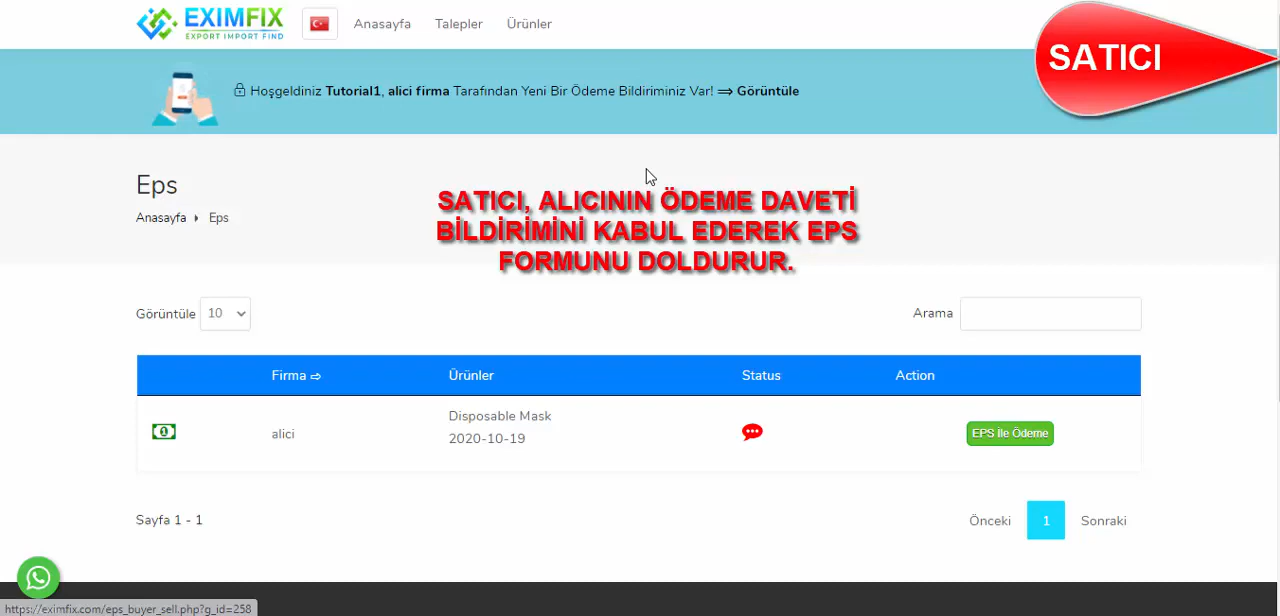 EXIMFIX
EXPORT IMPORT FIND
Anasayfa Talepler Ürünler
SATICI
Hoşgeldiniz Tutorial1, alici firma Tarafından Yeni Bir Ödeme Bildiriminiz Var! ⟹ Görüntüle
Eps
Anasayfa Eps
SATICI, ALICININ ÖDEME DAVETİ
BİLDİRİMİNİ KABUL EDEREK EPS
FORMUNU DOLDURUR.
Görüntüle 10
Arama
Firma ⇨ Ürünler Status Action
alici
Disposable Mask
2020-10-19
EPS ile Ödeme
Sayfa 1 - 1
Önceki 1 Sonraki
https://eximfix.com/eps_buyer_sell.php?g_id=258